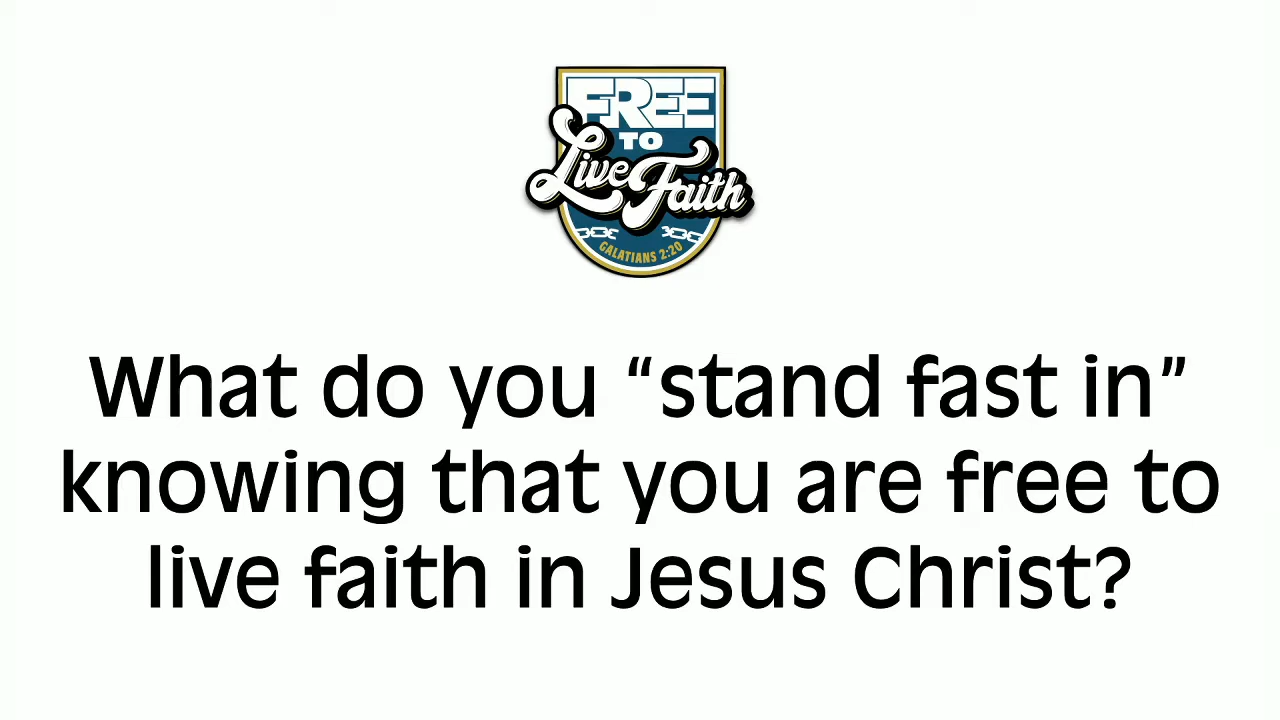 FREE
TO
Live Faith
GALATIANS 2:20
What do you “stand fast in”
knowing that you are free to
live faith in Jesus Christ?